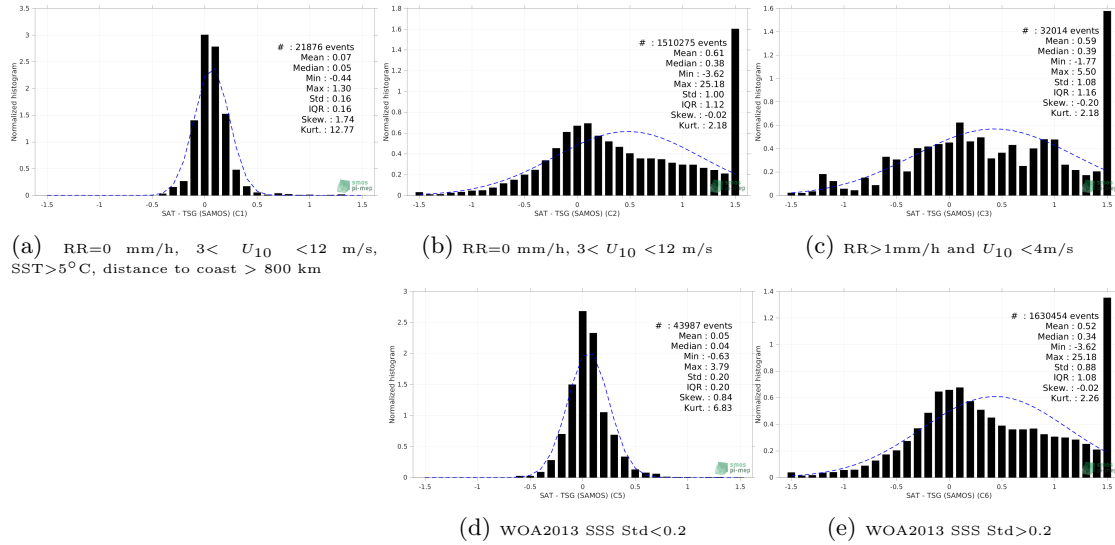 3.5
3
2.5
2
1.5
1
0.5
0
Normalized histogram
# : 21876 events
Mean : 0.07
Median : 0.05
Min : -0.44
Max : 1.30
Std : 0.16
IQR : 0.16
Skew. : 1.74
Kurt. : 12.77
smos
pi-mep
-1.5 -1 -0.5 0 0.5 1 1.5
SAT - TSG (SAMOS) (C1)
(a) RR=0 mm/h, 3< U10 <12 m/s,
SST>5°C, distance to coast > 800 km
1.8
1.6
1.4
1.2
1
0.8
0.6
0.4
0.2
0
Normalized histogram
# : 1510275 events
Mean : 0.61
Median : 0.38
Min : -3.62
Max : 25.18
Std : 1.00
IQR : 1.12
Skew. : -0.02
Kurt. : 2.18
smos
pi-mep
-1.5 -1 -0.5 0 0.5 1 1.5
SAT - TSG (SAMOS) (C2)
(b) RR=0 mm/h, 3< U10 <12 m/s
1.6
1.4
1.2
1
0.8
0.6
0.4
0.2
0
Normalized histogram
# : 32014 events
Mean : 0.59
Median : 0.39
Min : -1.77
Max : 5.50
Std : 1.08
IQR : 1.16
Skew. : -0.20
Kurt. : 2.18
smos
pi-mep
-1.5 -1 -0.5 0 0.5 1 1.5
SAT - TSG (SAMOS) (C3)
(c) RR>1mm/h and U10 <4m/s
3
2.5
2
1.5
1
0.5
0
Normalized histogram
# : 43987 events
Mean : 0.05
Median : 0.04
Min : -0.63
Max : 3.79
Std : 0.20
IQR : 0.20
Skew. : 0.84
Kurt. : 6.83
smos
pi-mep
-1.5 -1 -0.5 0 0.5 1 1.5
SAT - TSG (SAMOS) (C5)
(d) WOA2013 SSS Std<0.2
1.4
1.2
1
0.8
0.6
0.4
0.2
0
Normalized histogram
# : 1630454 events
Mean : 0.52
Median : 0.34
Min : -3.62
Max : 25.18
Std : 0.88
IQR : 1.08
Skew. : -0.02
Kurt. : 2.26
smos
pi-mep
-1.5 -1 -0.5 0 0.5 1 1.5
SAT - TSG (SAMOS) (C6)
(e) WOA2013 SSS Std>0.2